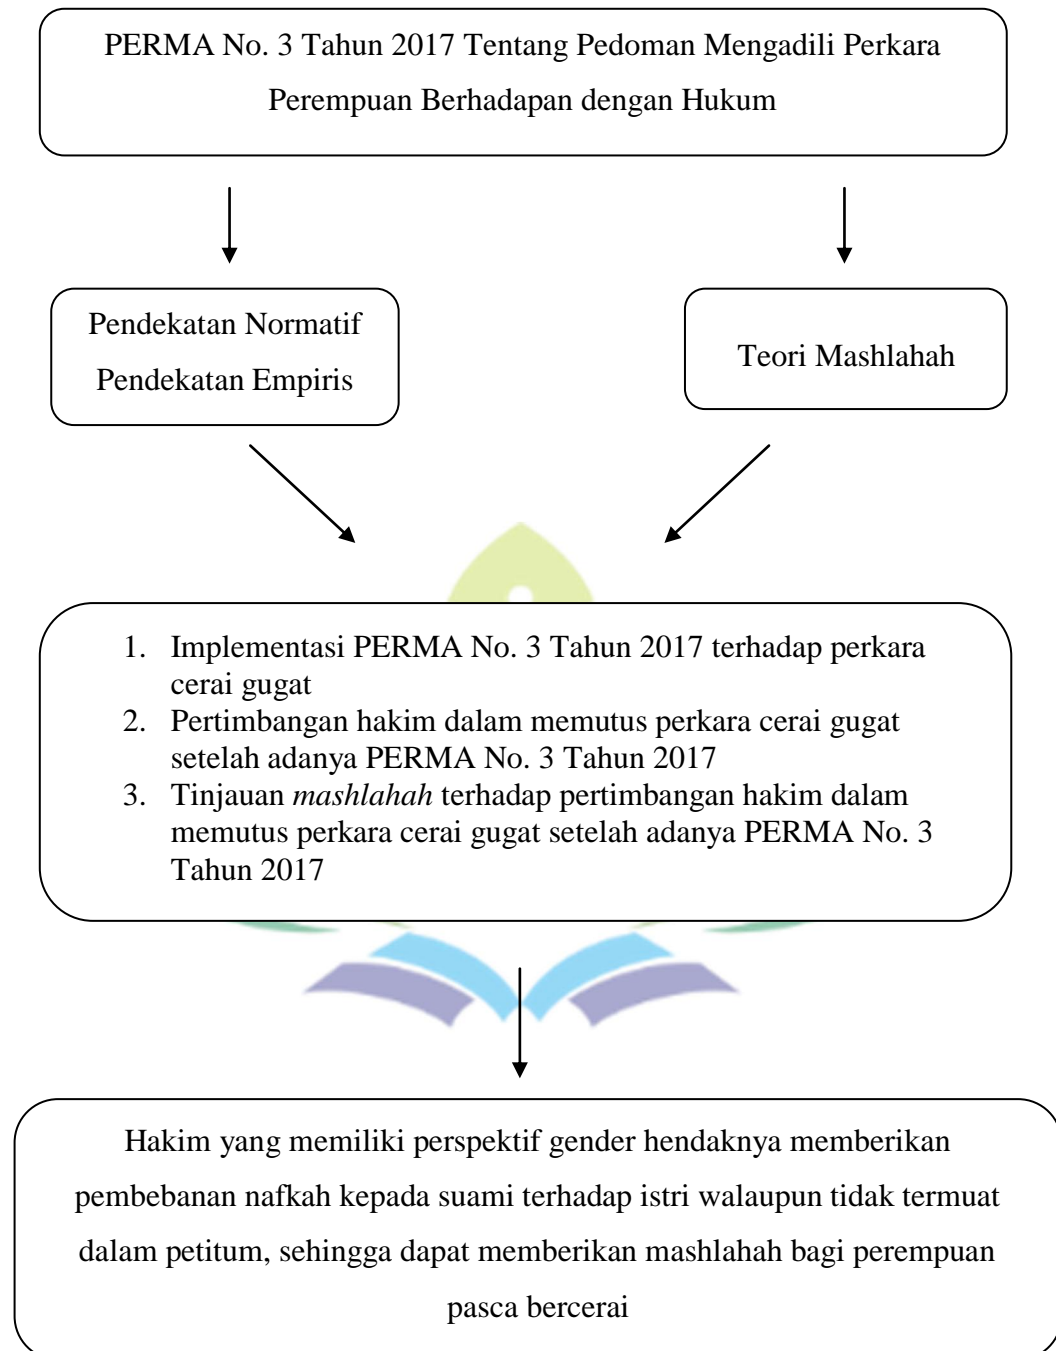 PERMA No. 3 Tahun 2017 Tentang Pedoman Mengadili Perkara
Perempuan Berhadapan dengan Hukum
Pendekatan Normatif
Pendekatan Empiris
Teori Mashlahah
1. Implementasi PERMA No. 3 Tahun 2017 terhadap perkara
cerai gugat
2. Pertimbangan hakim dalam memutus perkara cerai gugat
setelah adanya PERMA No. 3 Tahun 2017
3. Tinjauan mashlahah terhadap pertimbangan hakim dalam
memutus perkara cerai gugat setelah adanya PERMA No. 3
Tahun 2017
Hakim yang memiliki perspektif gender hendaknya memberikan
pembebanan nafkah kepada suami terhadap istri walaupun tidak termuat
dalam petitum, sehingga dapat memberikan mashlahah bagi perempuan
pasca bercerai